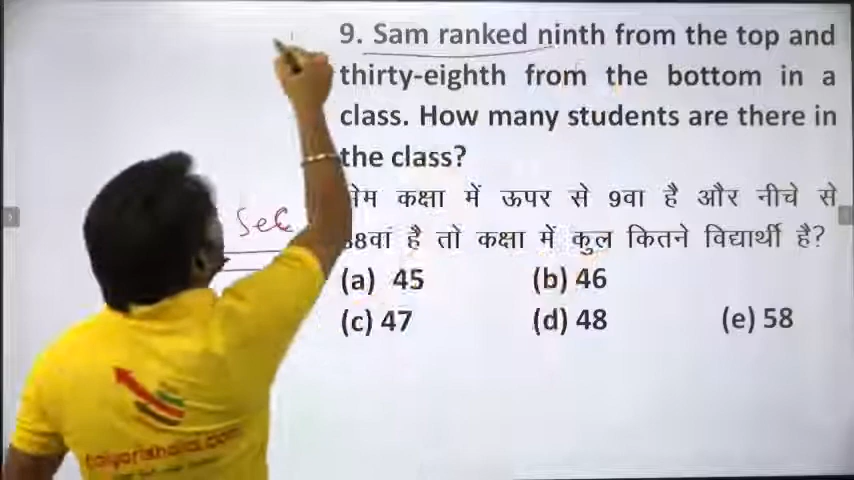 9. Sam ranked ninth from the top and
thirty-eighth from the bottom in a
class. How many students are there in
the class?
कक्षा में ऊपर से 9वा है और नीचे से
है तो कक्षा में कुल कितने विद्यार्थी है?
(a) 45 (b) 46
(c) 47 (d) 48 (e) 58
Sec